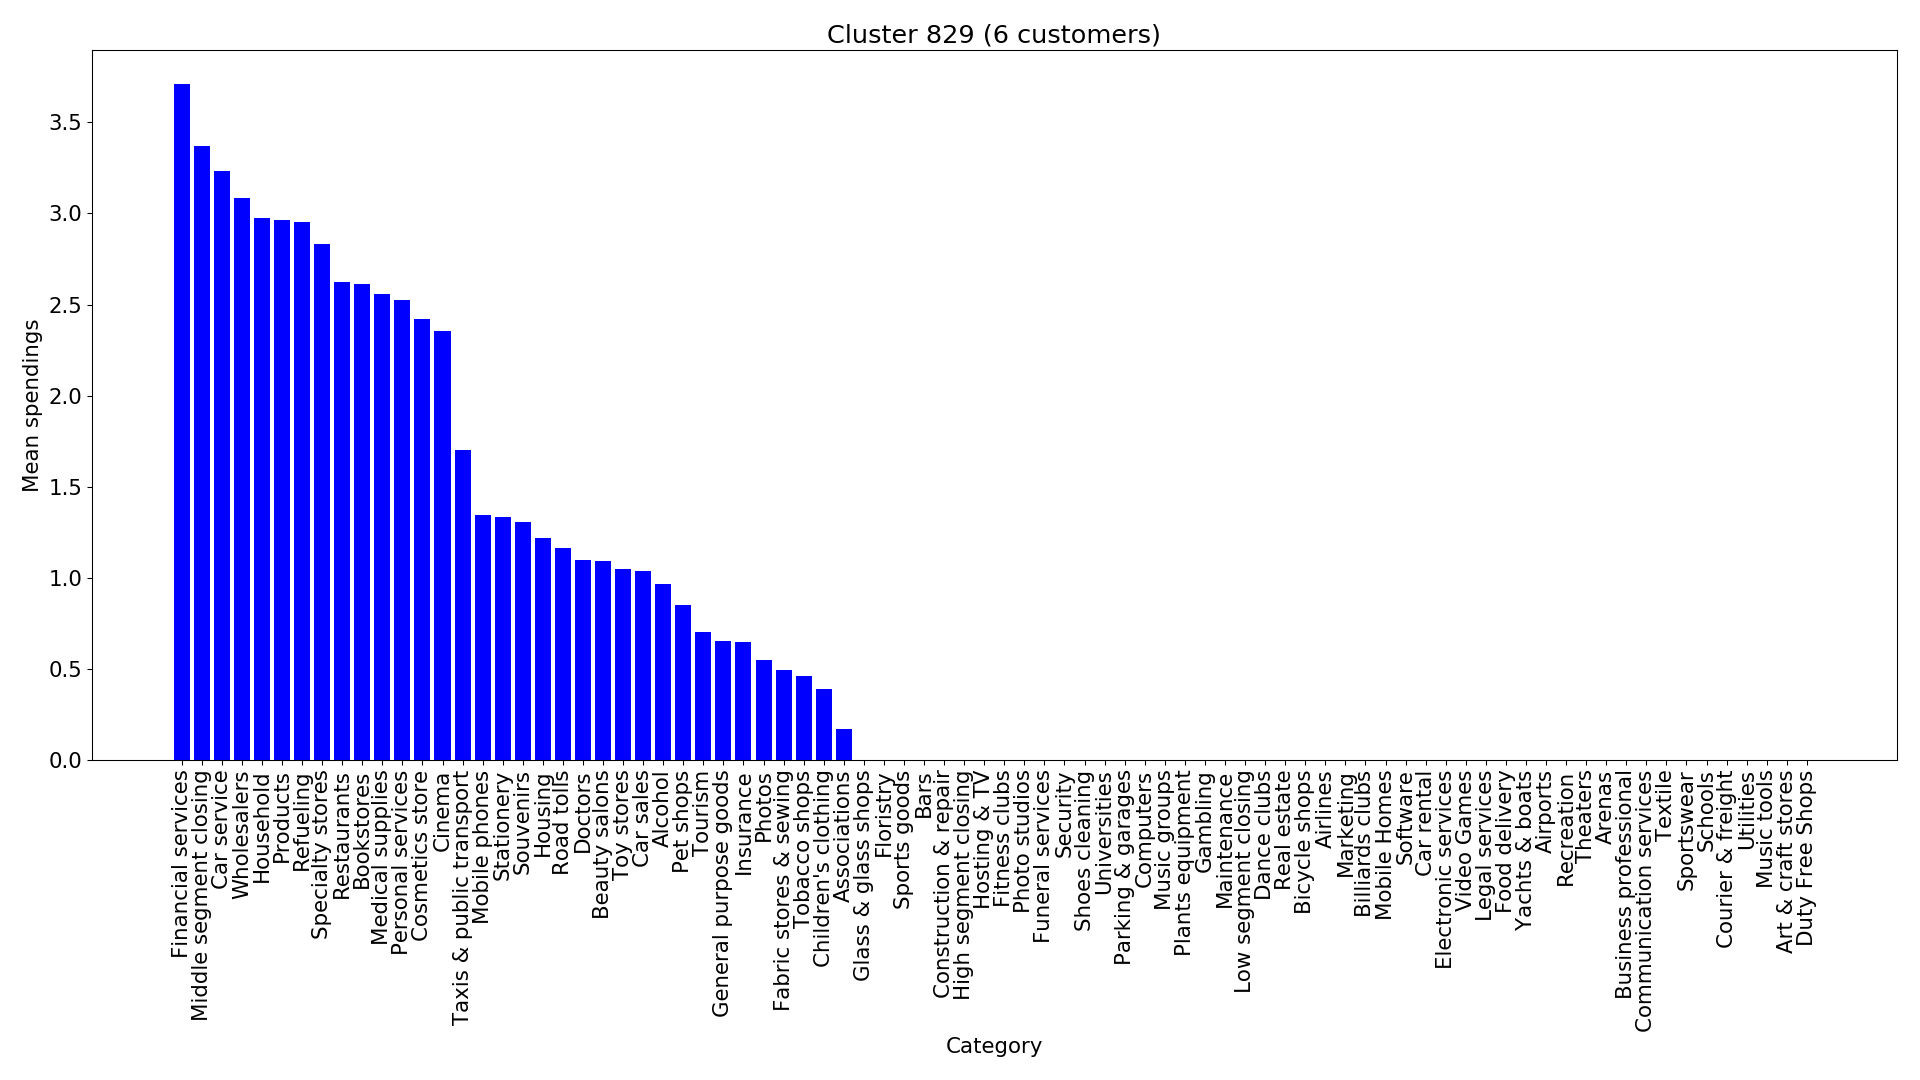 Cluster 829 (6 customers)
Mean spendings
3.5
3.0
2.5
2.0
1.5
1.0
0.5
0.0
Financial services
Middle segment closing
Car service
Wholesalers
Household
Products
Refuelling
Specialty stores
Restaurants
Bookstores
Medical supplies
Personal services
Cosmetics store
Cinema
Taxis & public transport
Mobile phones
Stationery
Souvenirs
Housing
Road tolls
Doctors
Beauty salons
Toy stores
Car sales
Alcohol
Pet shops
Tourism
General purpose goods
Insurance
Photos
Fabric stores & sewing
Tobacco shops
Children's clothing
Associations
Glass & glass shops
Floristry
Sports goods
Bars
Construction & repair
High segment closing
Hosting & TV
Fitness clubs
Photo studios
Funeral services
Security
Shoes cleaning
Universities
Parking & garages
Computers
Music groups
Plants equipment
Gambling
Maintenance
Low segment closing
Dance clubs
Real estate
Bicycle shops
Airlines
Marketing
Billiards clubs
Mobile Homes
Software
Car rental
Electronic services
Video Games
Legal services
Food delivery
Yachts & boats
Airports
Recreation
Theaters
Arenas
Business professional
Communication services
Textile
Sportswear
Schools
Courier & freight
Utilities
Music tools
Art & craft stores
Duty Free Shops
Category